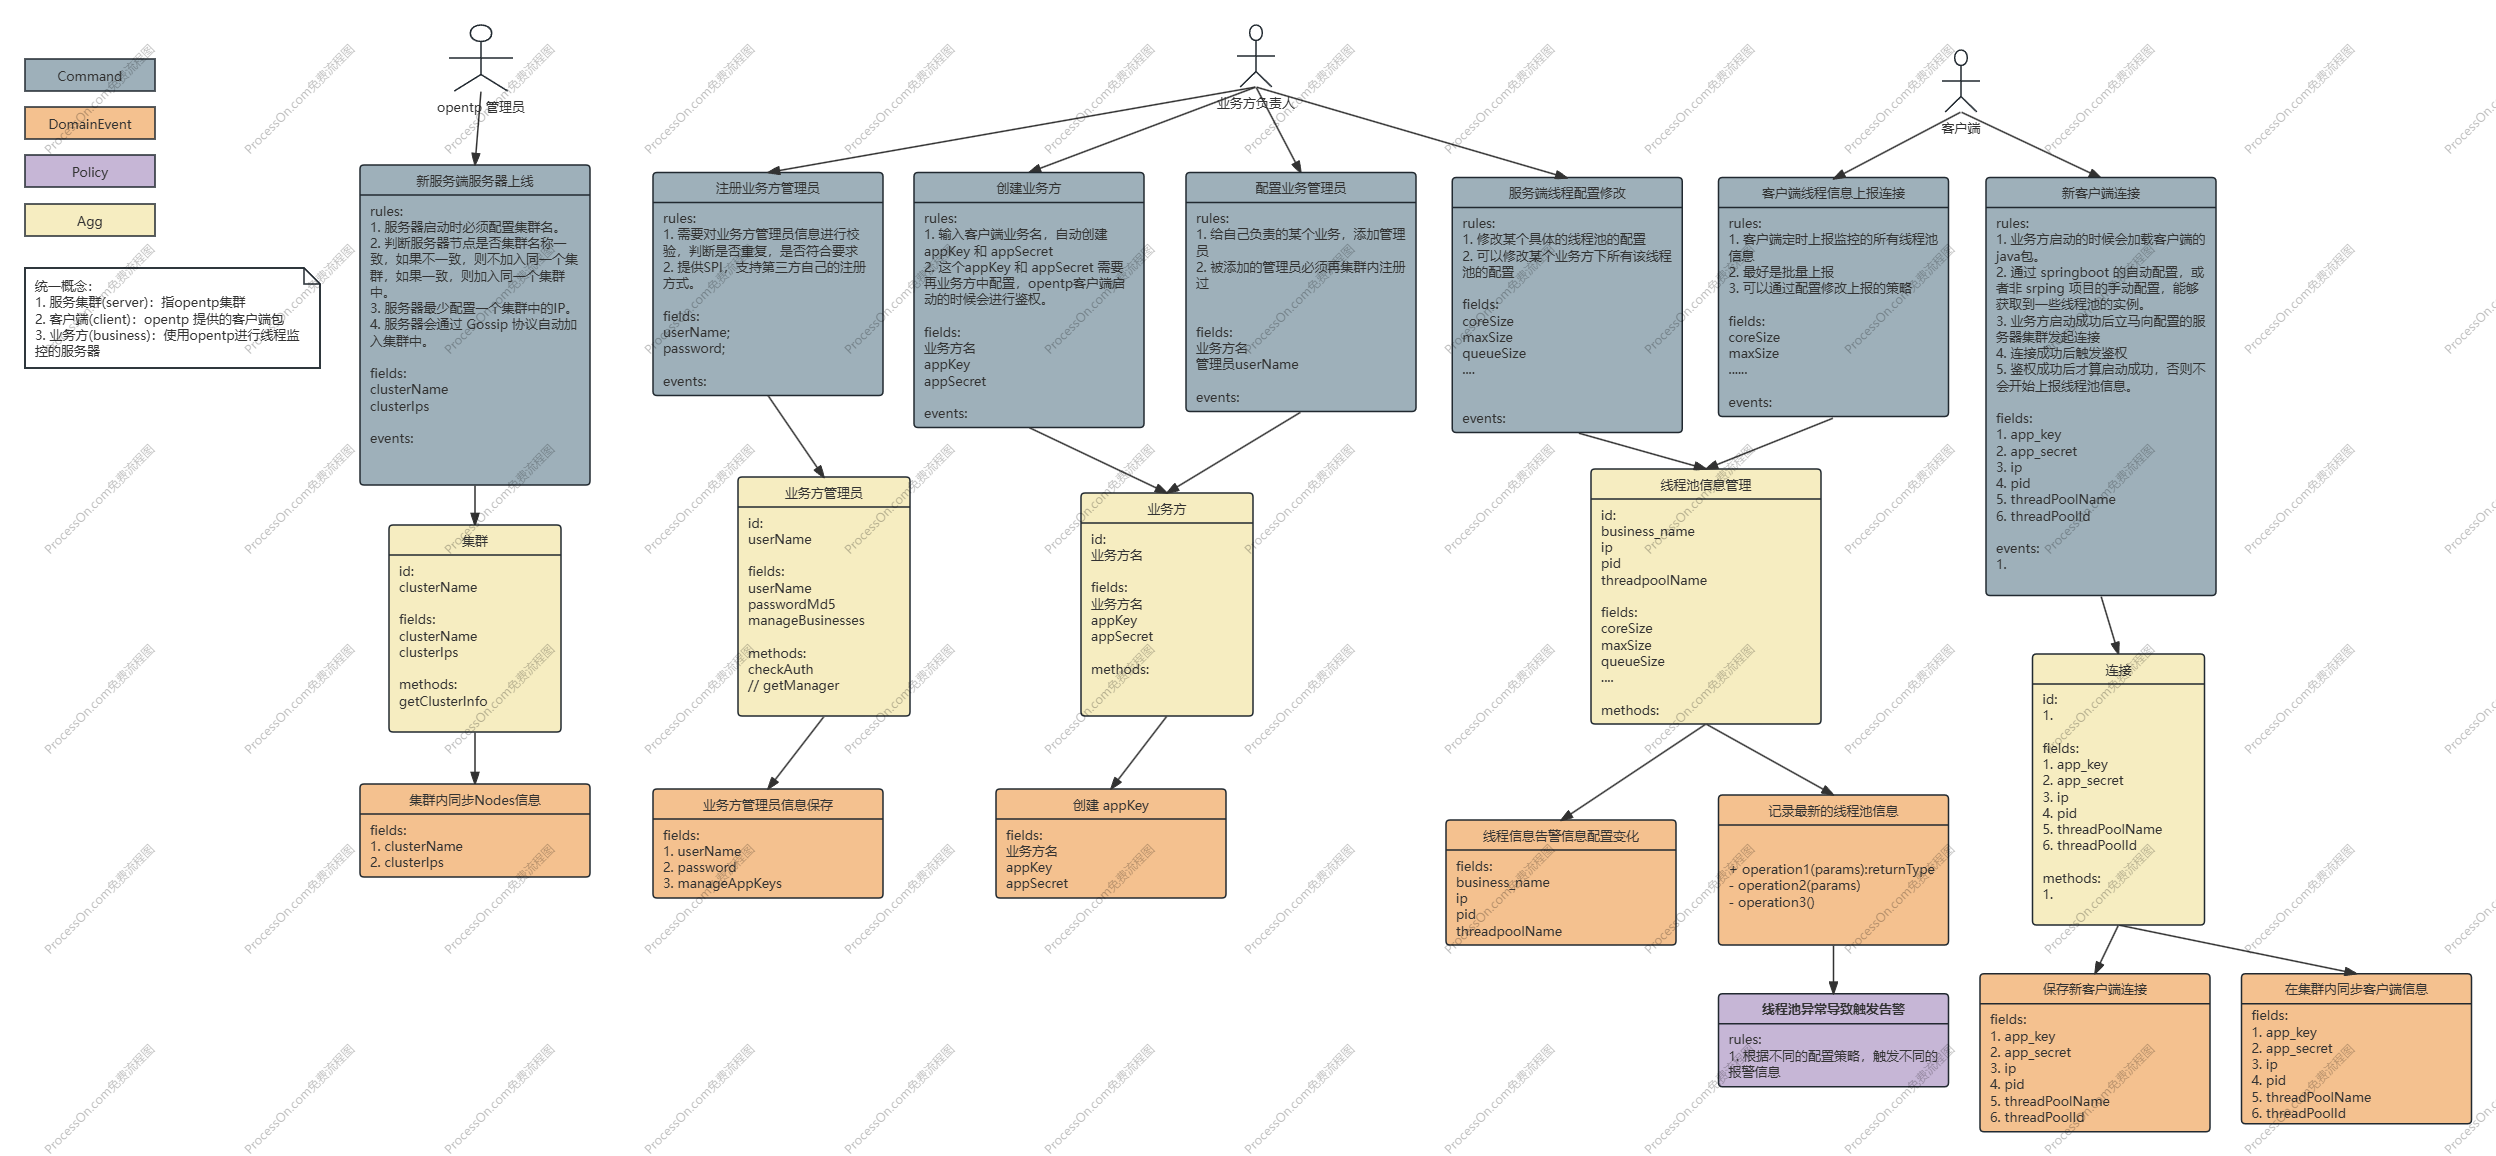 Command
DomainEvent
Policy
Agg
统一概念：
1. 服务集群(server)：指opentp集群
2. 客户端(client)：opentp 提供的客户端包
3. 业务方(business)：使用opentp进行线程监
控的服务器
opentp 管理员
业务方负责人
客户端
新服务端服务器上线
rules:
1. 服务器启动时必须配置集群名。
2. 判断服务器节点是否集群名称一
致，如果不一致，则不加入同一个集
群，如果一致，则加入同一个集群
中。
3. 服务器最少配置一个集群中的IP。
4. 服务器会通过 Gossip 协议自动加
入集群中。
fields:
clusterName
clusterIps
events:
注册业务方管理员
rules:
1. 需要对业务方管理员信息进行校
验，判断是否重复，是否符合要求
2. 提供SPI，支持第三方自己的注册
方式。
fields:
userName;
password;
events:
创建业务方
rules:
1. 输入客户端业务名，自动创建
appKey 和 appSecret
2. 这个appKey 和 appSecret 需要
再业务方中配置，opentp客户端启
动的时候会进行鉴权。
fields:
业务方名
appKey
appSecret
events:
配置业务管理员
rules:
1. 给自己负责的某个业务，添加管理
员
2. 被添加的管理员必须再集群内注册
过
fields:
业务方名
管理员userName
events:
服务端线程配置修改
rules:
1. 修改某个具体的线程池的配置
2. 可以修改某个业务方下所有该线程
池的配置
fields:
coreSize
maxSize
queueSize
....
events:
客户端线程信息上报连接
rules:
1. 客户端定时上报监控的所有线程池
信息
2. 最好是批量上报
3. 可以通过配置修改上报的策略
fields:
coreSize
maxSize
......
events:
新客户端连接
rules:
1. 业务方启动的时候会加载客户端的
java包。
2. 通过 springboot 的自动配置，或
者非 srping 项目的手动配置，能够
获取到一些线程池的实例。
3. 业务方启动成功后立马向配置的服
务器集群发起连接
4. 连接成功后触发鉴权
5. 鉴权成功后才算启动成功，否则不
会开始上报线程池信息。
fields:
1. app_key
2. app_secret
3. ip
4. pid
5. threadPoolName
6. threadPoolId
events:
1.
集群
id:
clusterName
fields:
clusterName
clusterIps
methods:
getClusterInfo
业务方管理员
id:
userName
fields:
userName
passwordMd5
manageBusinesses
methods:
checkAuth
// getManager
业务方
id:
业务方名
fields:
业务方名
appKey
appSecret
methods:
线程池信息管理
id:
business_name
ip
pid
threadpoolName
fields:
coreSize
maxSize
queueSize
....
methods:
连接
id:
1.
fields:
1. app_key
2. app_secret
3. ip
4. pid
5. threadPoolName
6. threadPoolId
methods:
1.
集群内同步Nodes信息
fields:
1. clusterName
2. clusterIps
业务方管理员信息保存
fields:
1. userName
2. password
3. manageAppKeys
创建 appKey
fields:
业务方名
appKey
appSecret
线程信息告警信息配置变化
fields:
business_name
ip
pid
threadpoolName
记录最新的线程池信息
+ operation1(params):returnType
- operation2(params)
- operation3()
线程池异常导致触发告警
rules:
1. 根据不同的配置策略，触发不同的
报警信息
保存新客户端连接
fields:
1. app_key
2. app_secret
3. ip
4. pid
5. threadPoolName
6. threadPoolId
在集群内同步客户端信息
fields:
1. app_key
2. app_secret
3. ip
4. pid
5. threadPoolName
6. threadPoolId
ProcessOn.com免费流程图